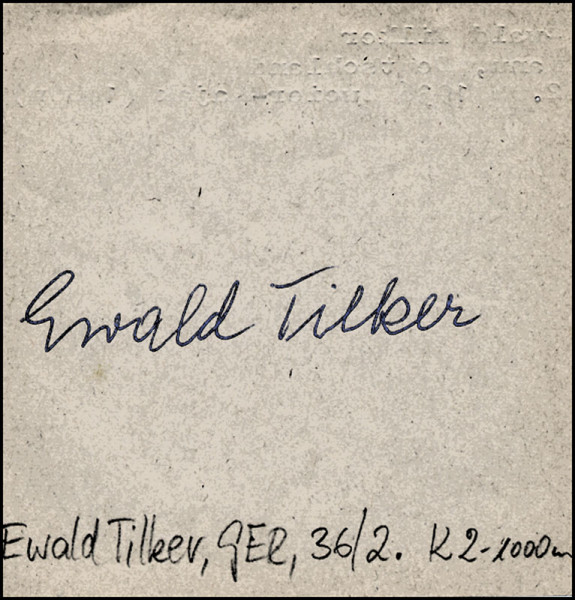 Ewald Tilker
Ewald Tilker, GER, 36/2. K2-1000m